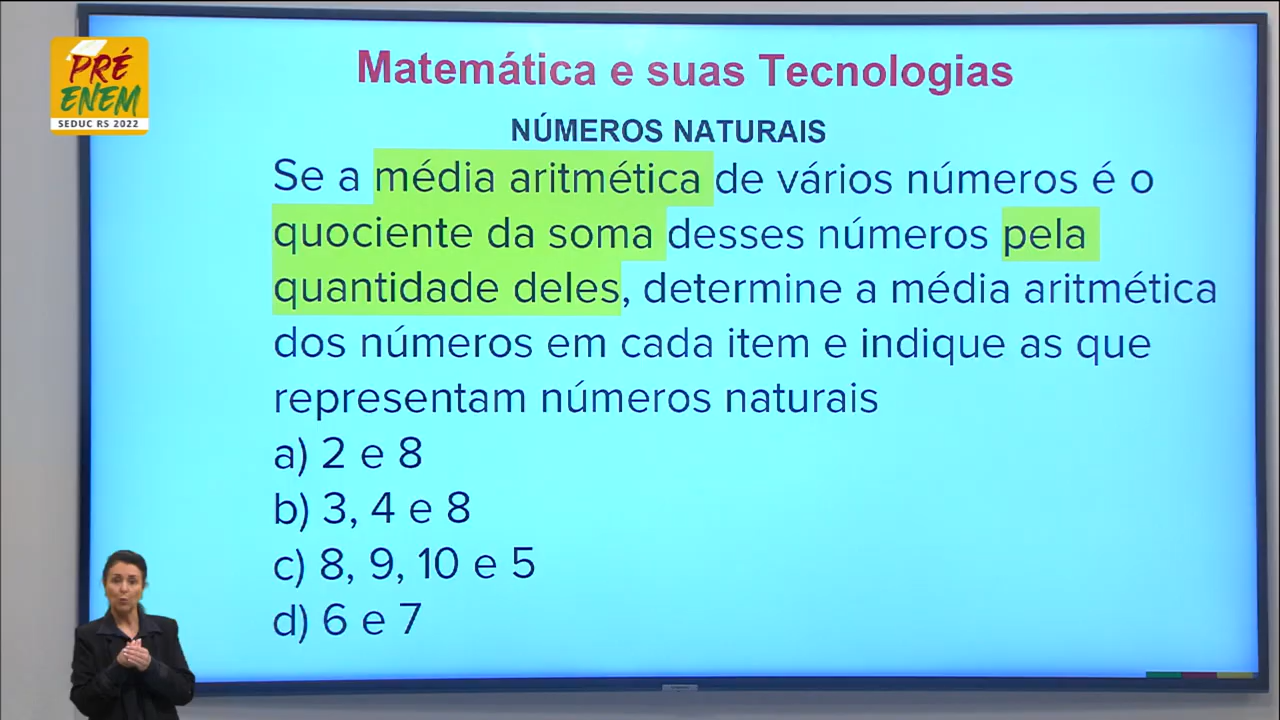 PRÉ
ENEM
SEDUC RS 2022
Matemática e suas Tecnologias
NÚMEROS NATURAIS
Se a média aritmética de vários números é o
quociente da soma desses números pela
quantidade deles, determine a média aritmética
dos números em cada item e indique as que
representam números naturais
a) 2 e 8
b) 3, 4 e 8
c) 8, 9, 10 e 5
d) 6 e 7